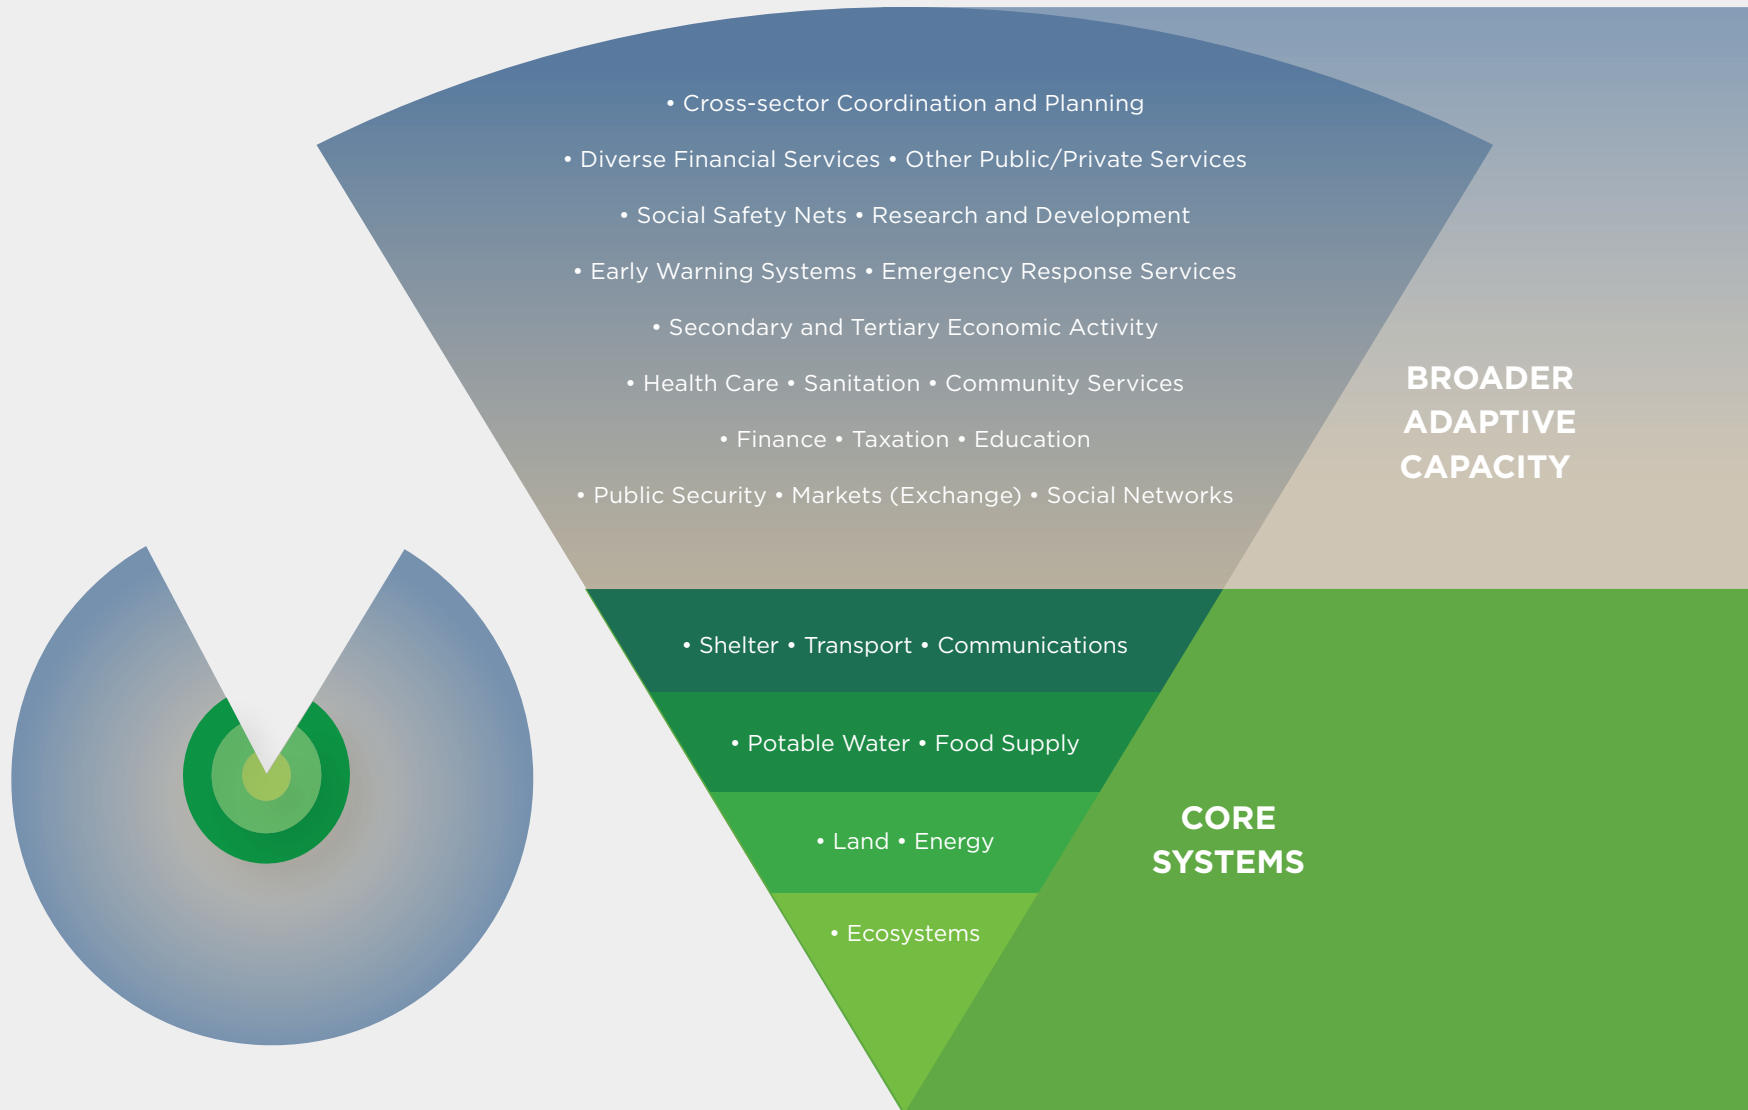 • Cross-sector Coordination and Planning
• Diverse Financial Services • Other Public/Private Services
• Social Safety Nets • Research and Development
• Early Warning Systems • Emergency Response Services
• Secondary and Tertiary Economic Activity
• Health Care • Sanitation • Community Services
• Finance • Taxation • Education
• Public Security • Markets (Exchange) • Social Networks
BROADER
ADAPTIVE
CAPACITY
• Shelter • Transport • Communications
• Potable Water • Food Supply
• Land • Energy
• Ecosystems
CORE
SYSTEMS